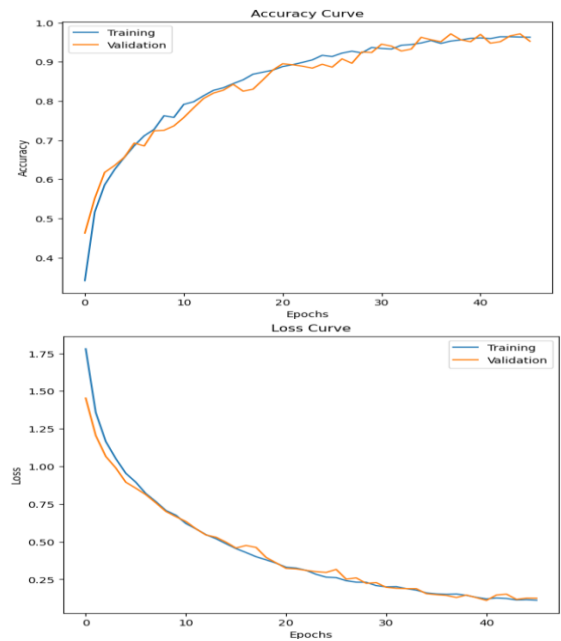 Accuracy Curve
1.0
0.9
0.8
0.7
0.6
0.5
0.4
Accuracy
Training
Validation
0 10 20 30 40
Epochs
Loss Curve
1.75
1.50
1.25
1.00
0.75
0.50
0.25
Loss
Training
Validation
0 10 20 30 40
Epochs